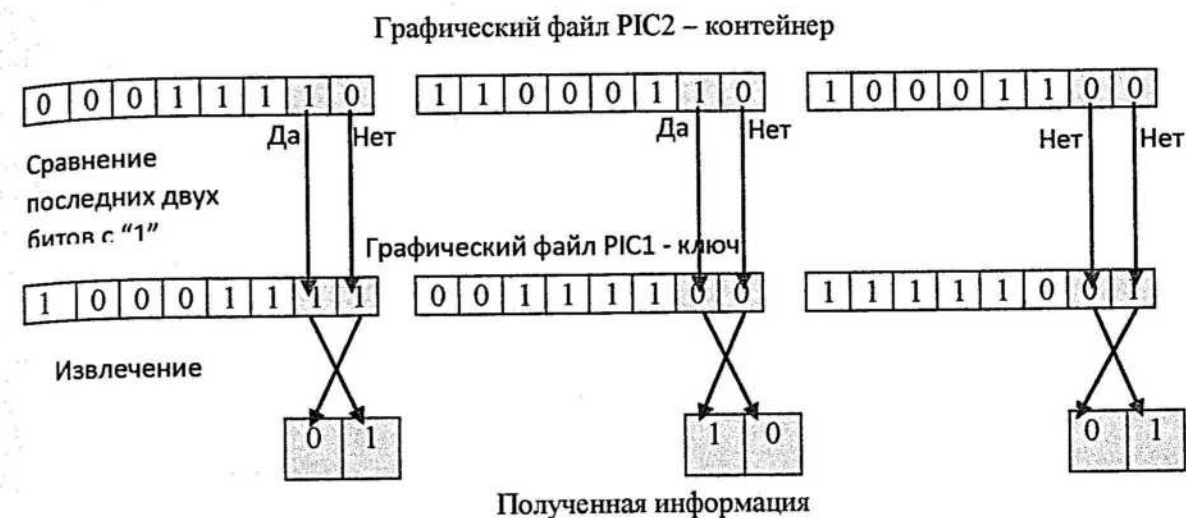 Графический файл PIC2 – контейнер
0 0 0 1 1 1 1 0
1 1 0 0 0 1 1 0
1 0 0 0 1 1 0 0
Да Нет
Да Нет
Нет Нет
Сравнение
последних двух
битов с “1”
Графический файл PIC1 - ключ
1 0 0 0 1 1 1 1
0 0 1 1 1 1 0 0
1 1 1 1 1 0 0 1
Извлечение
0 1
1 0
0 1
Полученная информация